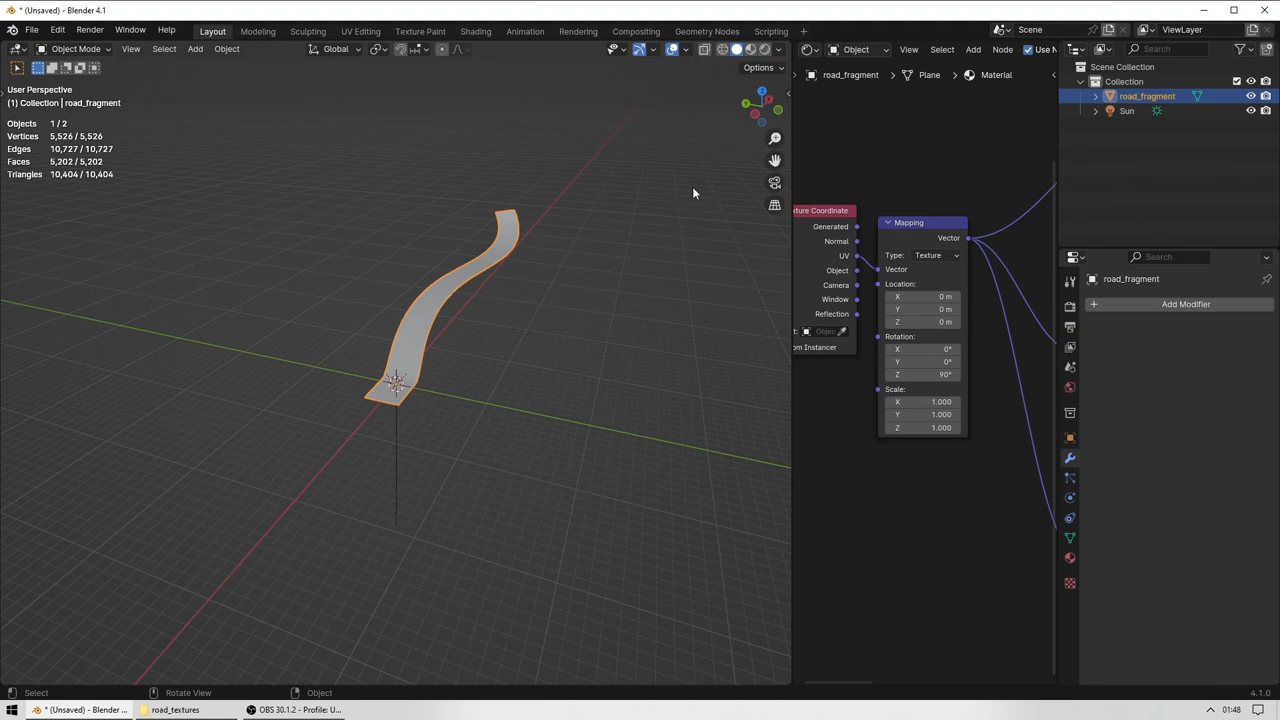 * (Unsaved) - Blender 4.1
File Edit Render Window Help
Layout Modeling Sculpting UV Editing Texture Paint Shading Animation Rendering Compositing Geometry Nodes Scripting +
Scene
ViewLayer
Object Mode View Select Add Object
Global
Object View Select Add Node Use N
Search
Options
road_fragment > Plane > Material
Scene Collection
Collection
road_fragment
Sun
User Perspective
(1) Collection | road_fragment
Objects 1 / 2
Vertices 5,526 / 5,526
Edges 10,727 / 10,727
Faces 5,202 / 5,202
Triangles 10,404 / 10,404
Z
Y
X
xture Coordinate
Generated
Normal
UV
Object
Camera
Window
Reflection
t: Objec
om Instancer
Mapping
Vector
Type: Texture
Vector
Location:
X 0 m
Y 0 m
Z 0 m
Rotation:
X 0°
Y 0°
Z 90°
Scale:
X 1.000
Y 1.000
Z 1.000
Search
road_fragment
+ Add Modifier
Select Rotate View Object
4.1.0
* (Unsaved) - Blender ...
road_textures
OBS 30.1.2 - Profile: U...
01:48